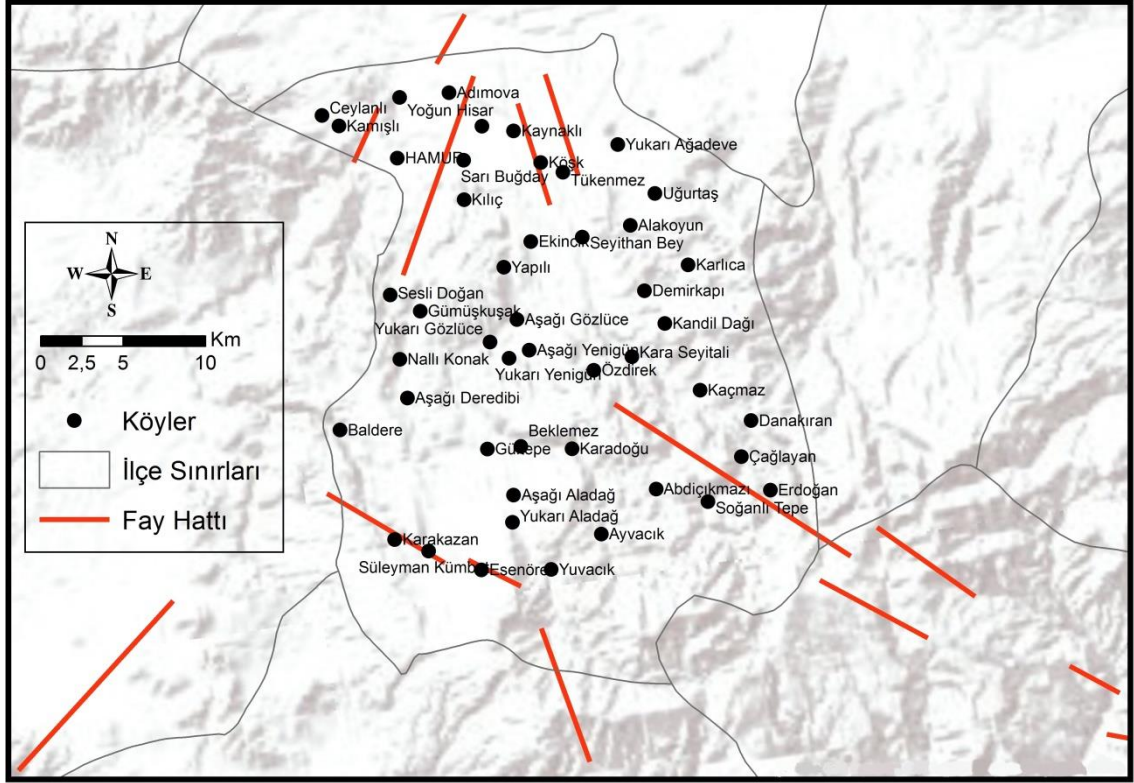 Adımova
Ceylanlı
Yoğun Hisar
Kamışlı
Kaynaklı
Yukarı Ağadeve
HAMUR
Köşk
Sarı Buğday
Tükenmez
Kılıç
Uğurtaş
Alakoyun
Ekincik
Seyithan Bey
Yapılı
Karlıca
Demirkapı
Sesli Doğan
Gümüşkuşak
Aşağı Gözlüce
Kandil Dağı
Yukarı Gözlüce
Aşağı Yenigün
Kara Seyitali
Nallı Konak
Yukarı Yenigün
Özdirek
Kaçmaz
Aşağı Deredibi
Danakıran
Baldere
Beklemez
Gültepe
Karadoğu
Çağlayan
Abdiçıkmazı
Erdoğan
Aşağı Aladağ
Soğanlı Tepe
Yukarı Aladağ
Ayvacık
Karakazan
Süleyman Kümbet
Esenören
Yuvacık
N
W E
S
Km
0 2,5 5 10
Köyler
İlçe Sınırları
Fay Hattı